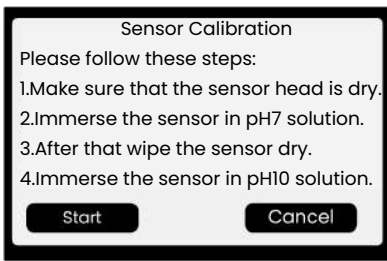 Sensor Calibration
Please follow these steps:
1.Make sure that the sensor head is dry.
2.Immerse the sensor in pH7 solution.
3.After that wipe the sensor dry.
4.Immerse the sensor in pH10 solution.
Start Cancel